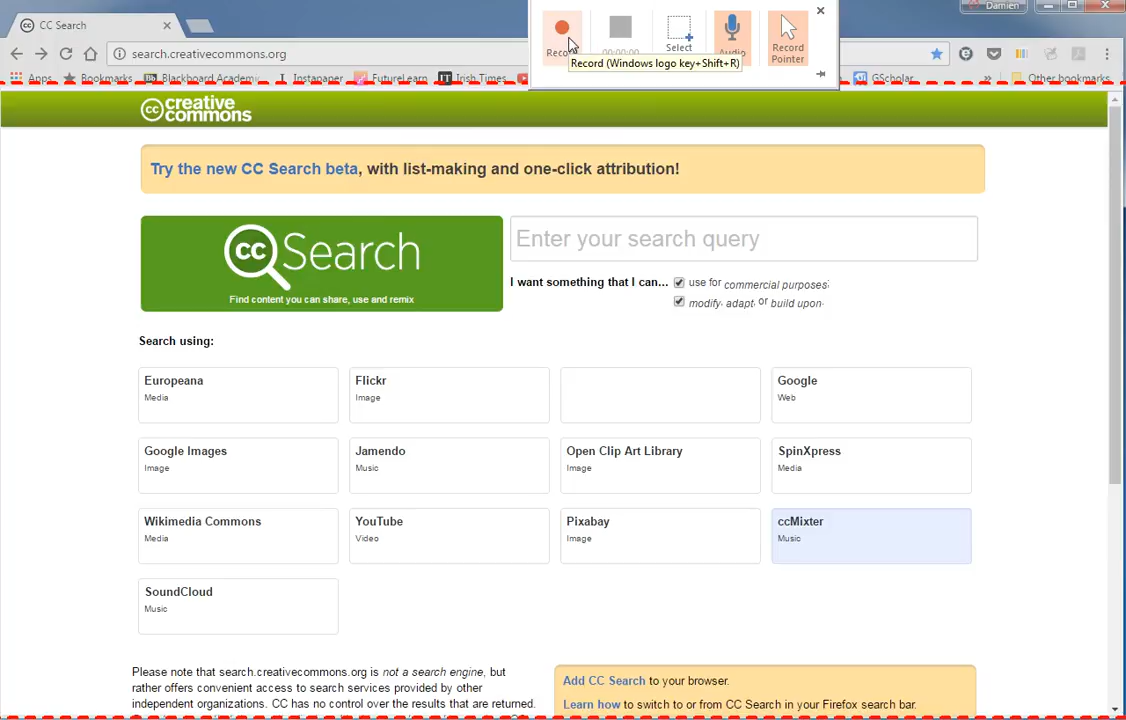 CC Search
Damien
search.creativecommons.org
Record
00:00:00
Select
Audio
Record
Pointer
Record (Windows logo key+Shift+R)
Apps
Bookmarks
Blackboard Academ
Instapaper
FutureLearn
Irish Times
GScholar
»
Other bookmarks
cc creative
commons
Try the new CC Search beta, with list-making and one-click attribution!
cc Search
Find content you can share, use and remix
Enter your search query
I want something that I can... use for commercial purposes;
modify, adapt, or build upon.
Search using:
Europeana
Media
Flickr
Image
Google
Web
Google Images
Image
Jamendo
Music
Open Clip Art Library
Image
SpinXpress
Media
Wikimedia Commons
Media
YouTube
Video
Pixabay
Image
ccMixter
Music
SoundCloud
Music
Please note that search.creativecommons.org is not a search engine, but
rather offers convenient access to search services provided by other
independent organizations. CC has no control over the results that are returned.
Add CC Search to your browser.
Learn how to switch to or from CC Search in your Firefox search bar.